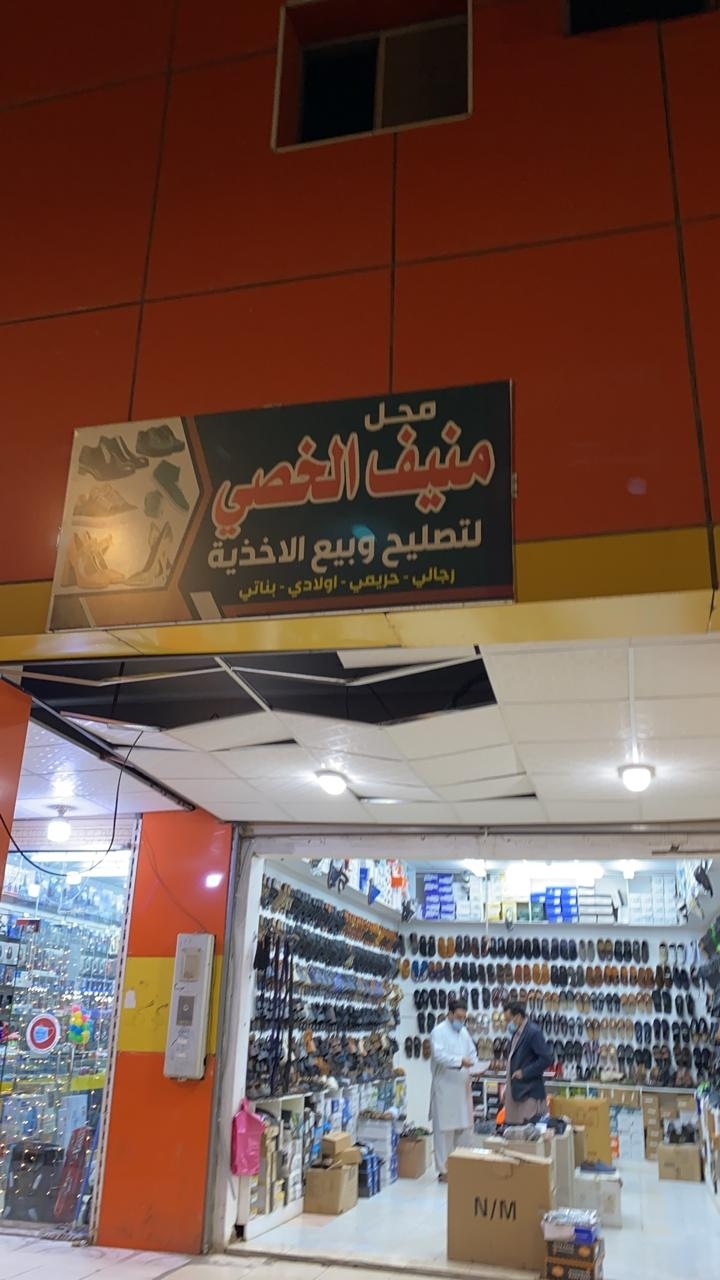 محل
منيف الخصي
لتصليح وبيع الاخذية
رجالي - حريمي - اولادي - بناتي
N/M